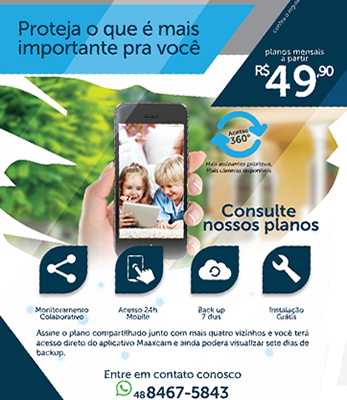 Proteja o que é mais
importante pra você
planos mensais
a partir
R$ 49,90
Acesso
360º
Mais assinantes próximos,
Mais câmeras disponíveis
Consulte
nossos planos
Monitoramento
Colaborativo
Acesso 24h
Mobile
Back up
7 dias
Instalação
Grátis
Assine o plano compartilhado junto com mais quatro vizinhos e você terá
acesso direto do aplicativo Maaxcam e ainda poderá visualizar sete dias de
backup.
Entre em contato conosco
48 8467-5843